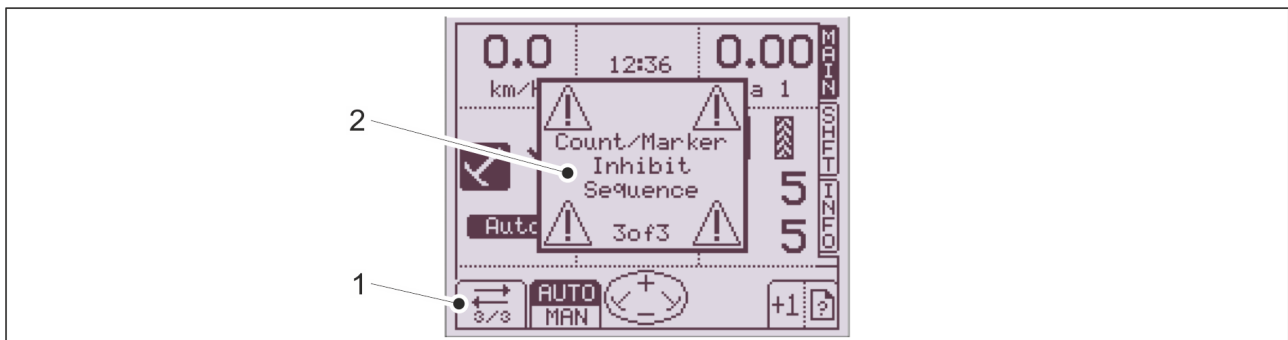 0.0
12:36
0.00
km/h
a 1
MAIN
SHFT
INFO
2
Count/Marker
Inhibit
Sequence
3of3
5
5
Auto
1
3/3
AUTO
MAN
+
-
+1
?